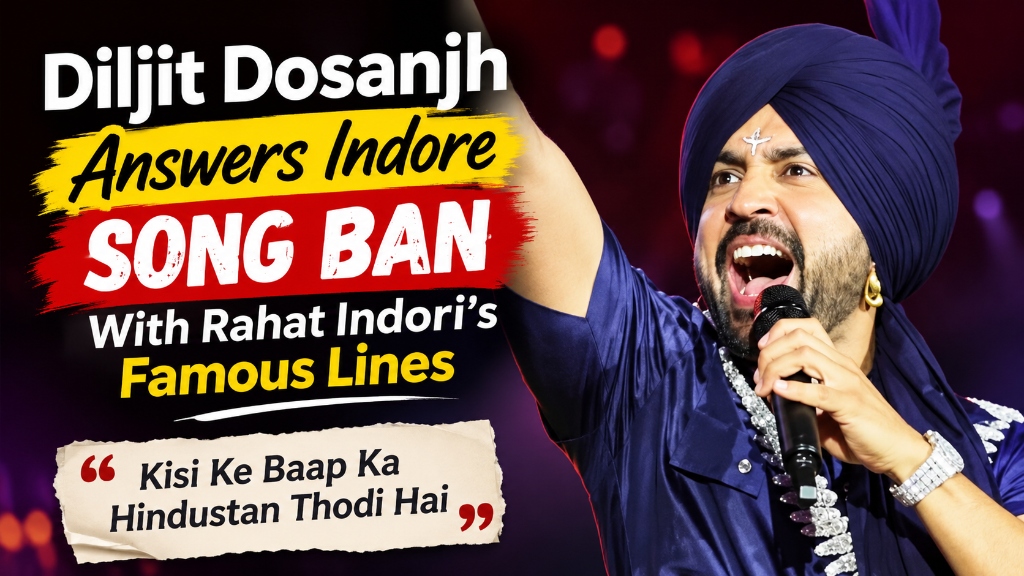 Diljit Dosanjh
Answers Indore
SONG BAN
With Rahat Indori's
Famous Lines
“ Kisi Ke Baap Ka
Hindustan Thodi Hai ”